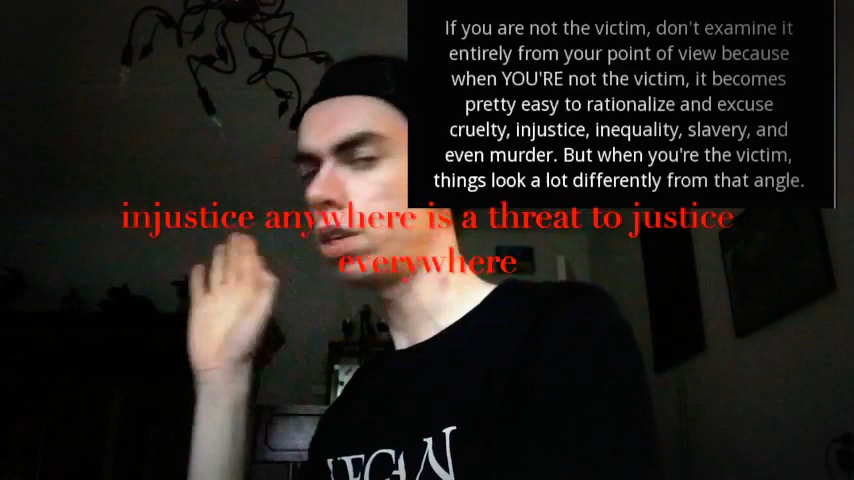 If you are not the victim, don't examine it
entirely from your point of view because
when YOU'RE not the victim, it becomes
pretty easy to rationalize and excuse
cruelty, injustice, inequality, slavery, and
even murder. But when you're the victim,
things look a lot differently from that angle.
injustice anywhere is a threat to justice
everywhere
VEGAN